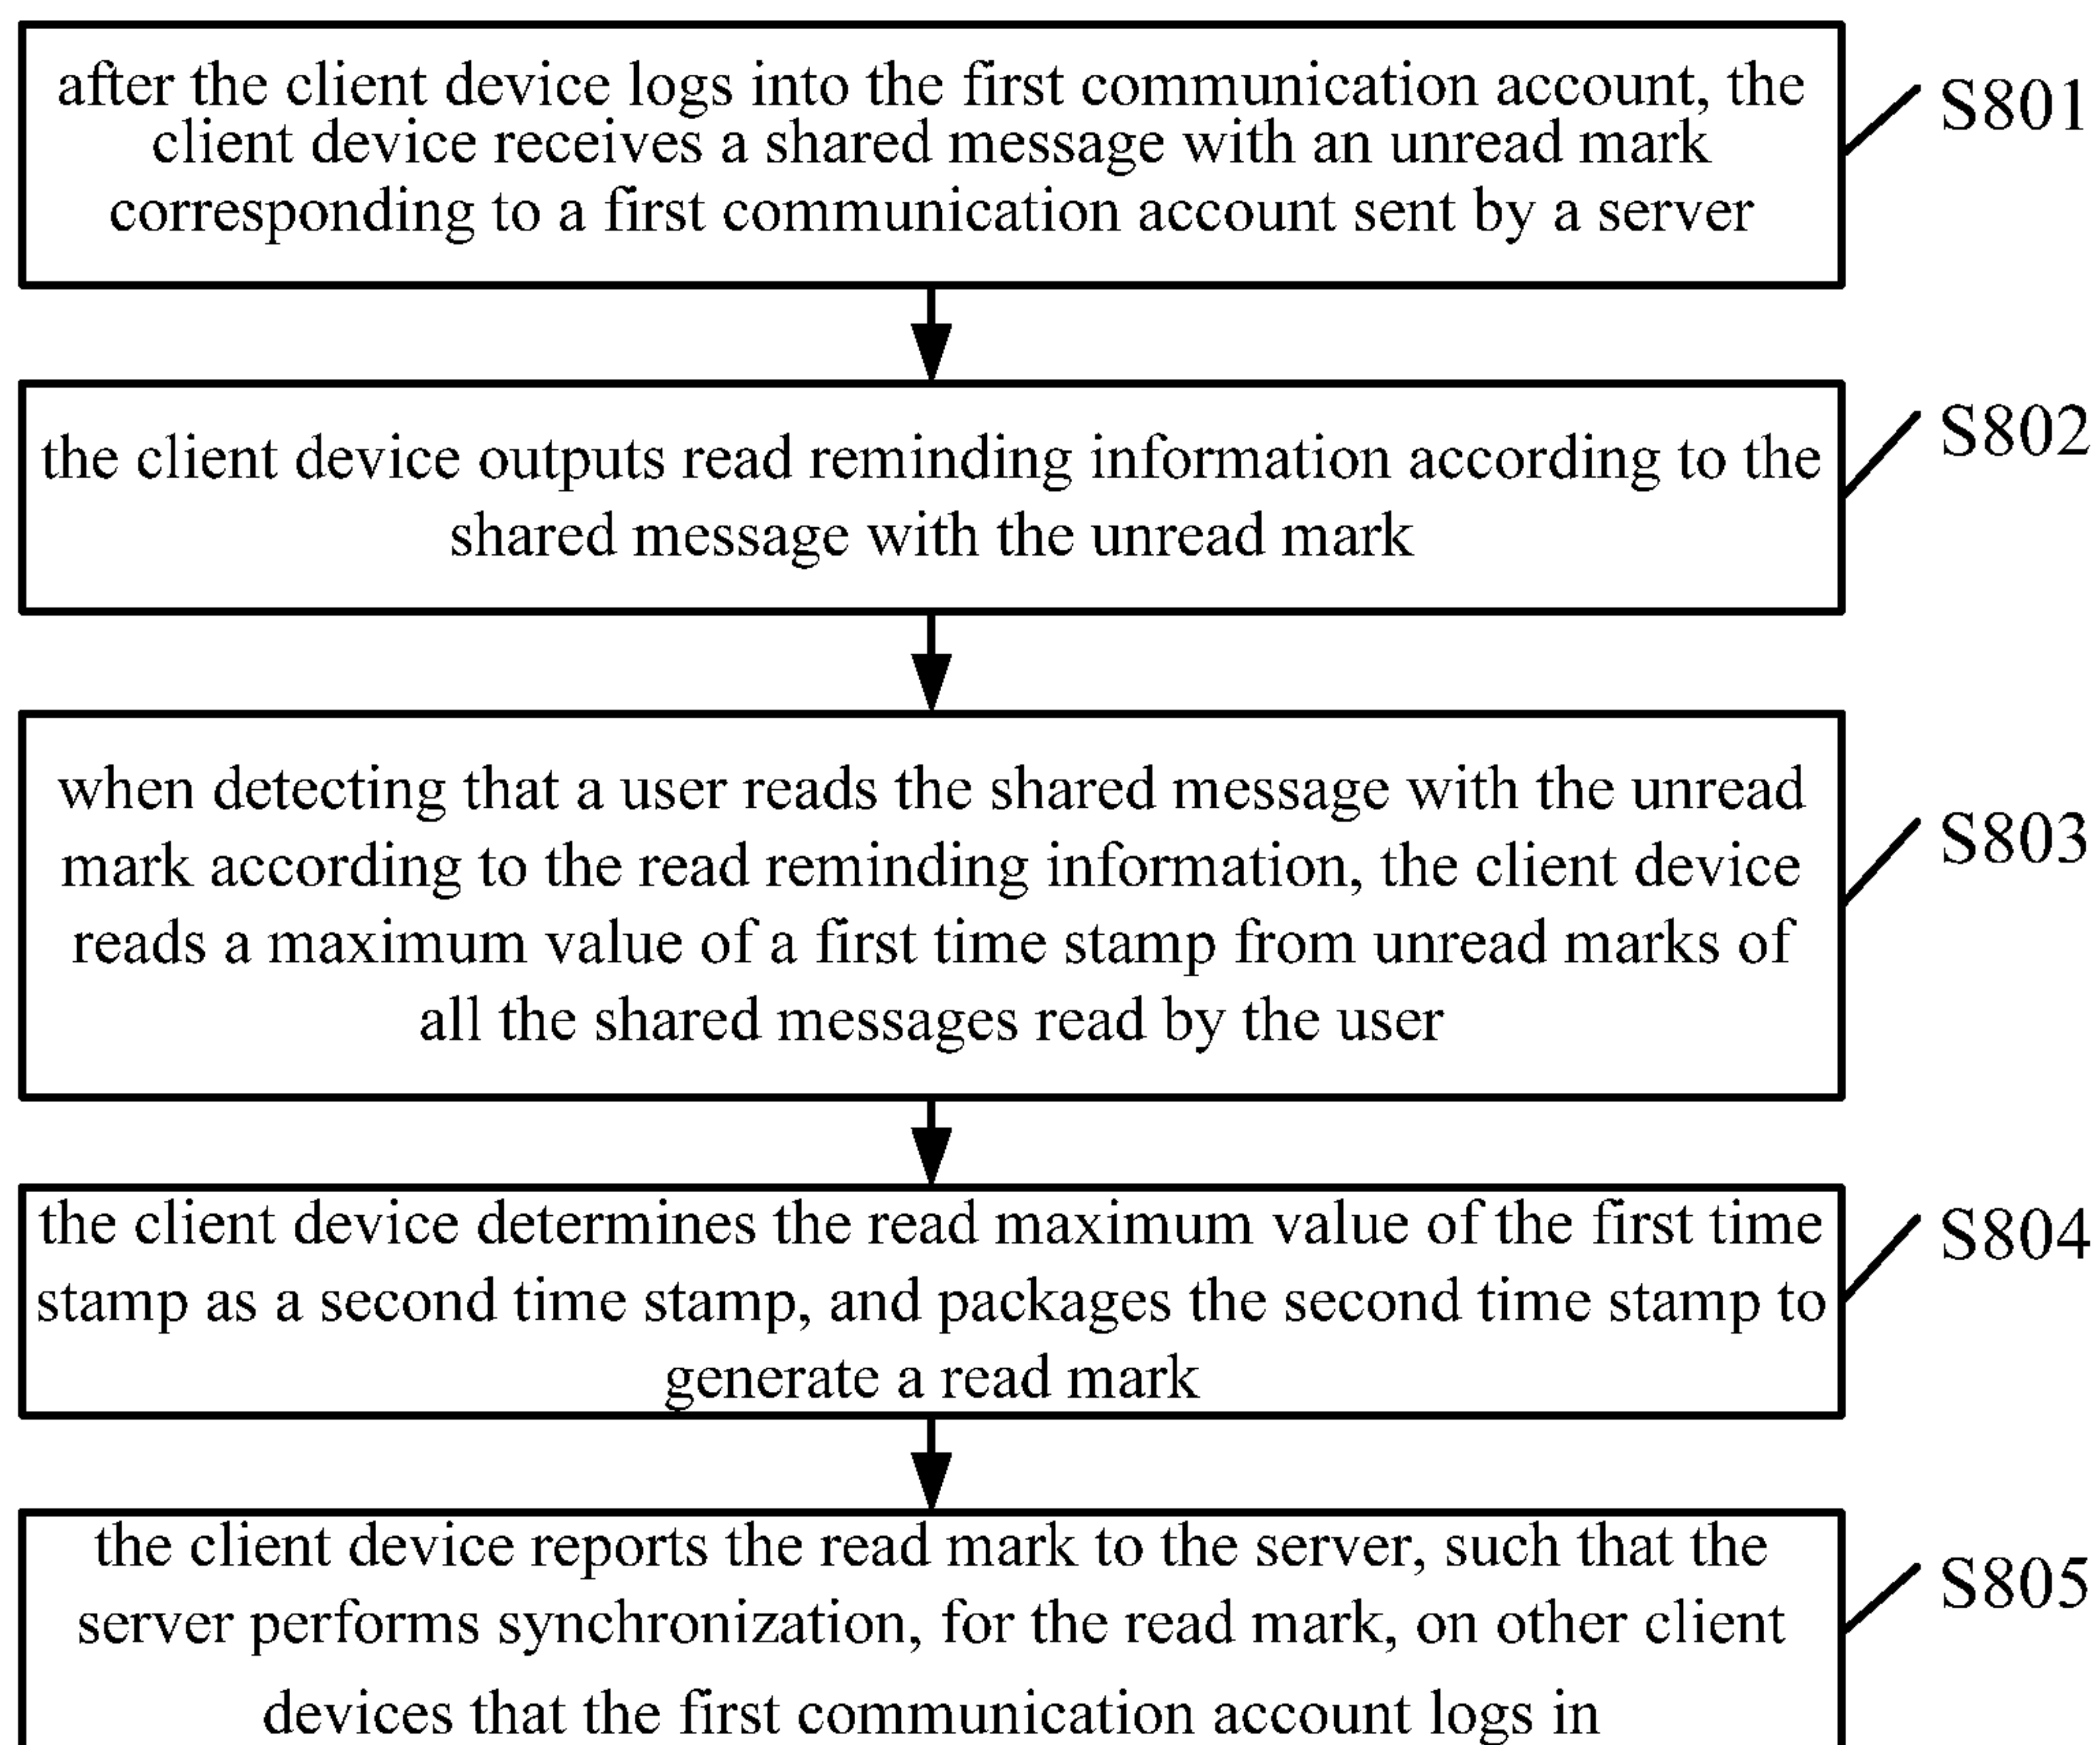 after the client device logs into the first communication account, the
client device receives a shared message with an unread mark
corresponding to a first communication account sent by a server
S801
the client device outputs read reminding information according to the
shared message with the unread mark
S802
when detecting that a user reads the shared message with the unread
mark according to the read reminding information, the client device
reads a maximum value of a first time stamp from unread marks of
all the shared messages read by the user
S803
the client device determines the read maximum value of the first time
stamp as a second time stamp, and packages the second time stamp to
generate a read mark
S804
the client device reports the read mark to the server, such that the
server performs synchronization, for the read mark, on other client
devices that the first communication account logs in
S805